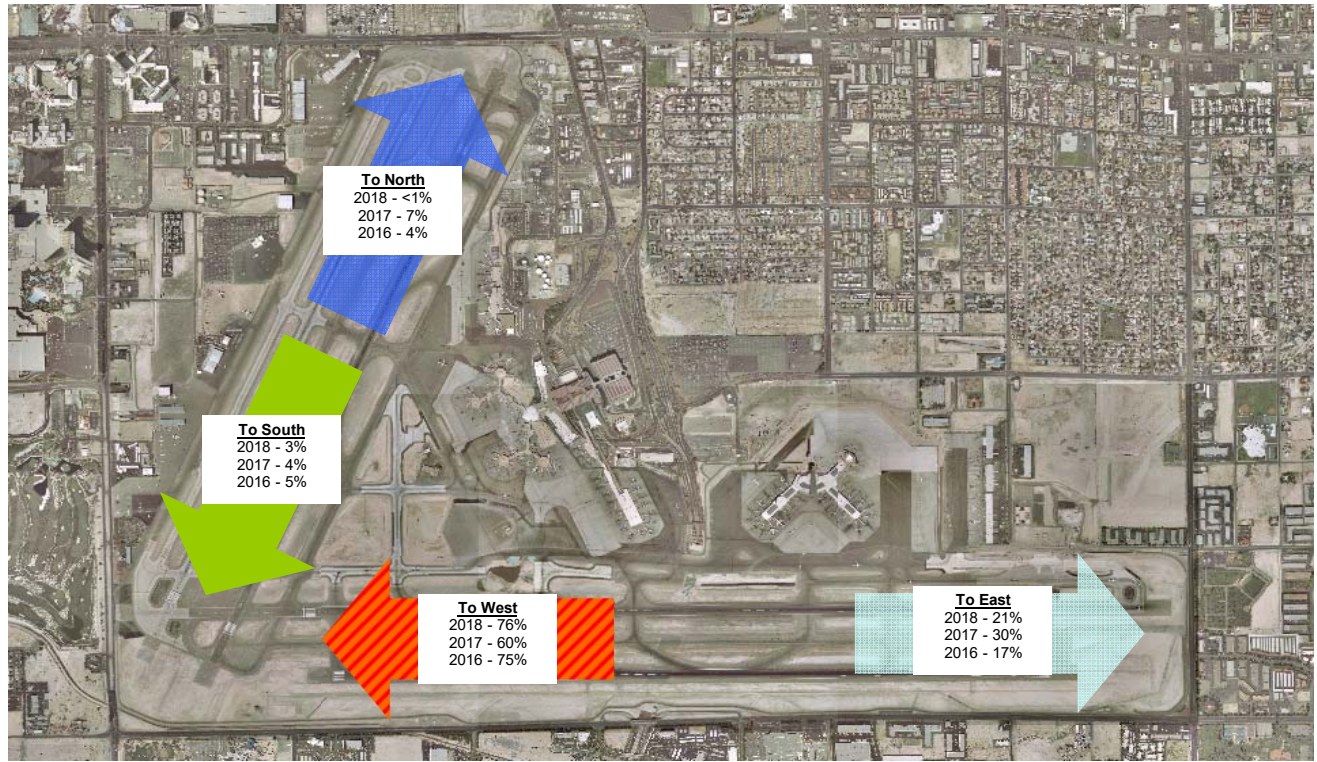 To North
2018 - <1%
2017 - 7%
2016 - 4%
To South
2018 - 3%
2017 - 4%
2016 - 5%
To West
2018 - 76%
2017 - 60%
2016 - 75%
To East
2018 - 21%
2017 - 30%
2016 - 17%